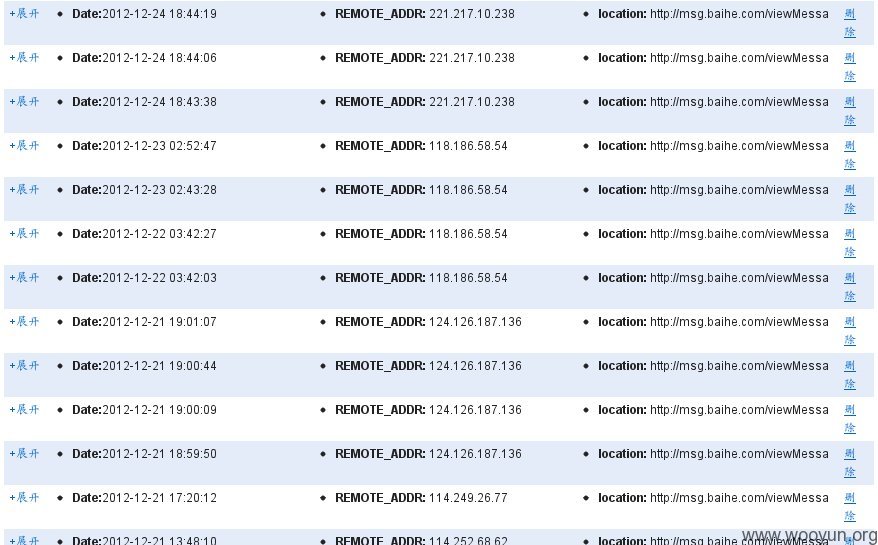 +展开 • Date:2012-12-24 18:44:19 • REMOTE_ADDR: 221.217.10.238 • location: http://msg.baihe.com/viewMessa 删
除
+展开 • Date:2012-12-24 18:44:06 • REMOTE_ADDR: 221.217.10.238 • location: http://msg.baihe.com/viewMessa 删
除
+展开 • Date:2012-12-24 18:43:38 • REMOTE_ADDR: 221.217.10.238 • location: http://msg.baihe.com/viewMessa 删
除
+展开 • Date:2012-12-23 02:52:47 • REMOTE_ADDR: 118.186.58.54 • location: http://msg.baihe.com/viewMessa 删
除
+展开 • Date:2012-12-23 02:43:28 • REMOTE_ADDR: 118.186.58.54 • location: http://msg.baihe.com/viewMessa 删
除
+展开 • Date:2012-12-22 03:42:27 • REMOTE_ADDR: 118.186.58.54 • location: http://msg.baihe.com/viewMessa 删
除
+展开 • Date:2012-12-22 03:42:03 • REMOTE_ADDR: 118.186.58.54 • location: http://msg.baihe.com/viewMessa 删
除
+展开 • Date:2012-12-21 19:01:07 • REMOTE_ADDR: 124.126.187.136 • location: http://msg.baihe.com/viewMessa 删
除
+展开 • Date:2012-12-21 19:00:44 • REMOTE_ADDR: 124.126.187.136 • location: http://msg.baihe.com/viewMessa 删
除
+展开 • Date:2012-12-21 19:00:09 • REMOTE_ADDR: 124.126.187.136 • location: http://msg.baihe.com/viewMessa 删
除
+展开 • Date:2012-12-21 18:59:50 • REMOTE_ADDR: 124.126.187.136 • location: http://msg.baihe.com/viewMessa 删
除
+展开 • Date:2012-12-21 17:20:12 • REMOTE_ADDR: 114.249.26.77 • location: http://msg.baihe.com/viewMessa 删
除
+展开 • Date:2012-12-21 13:48:10 • REMOTE_ADDR: 114.252.68.62 • location: http://msg.baihe.com/viewMessa
www.wooyun.org